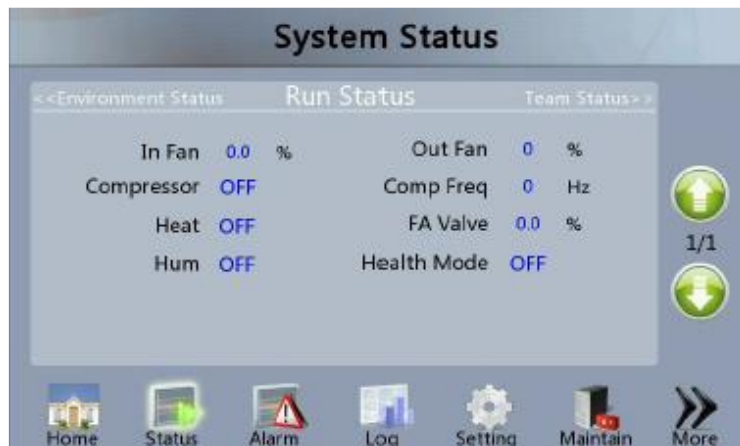 System Status
<<Environment Status Run Status Team Status>>
In Fan 0.0 % Out Fan 0 %
Compressor OFF Comp Freq 0 Hz
Heat OFF FA Valve 0.0 %
Hum OFF Health Mode OFF
1/1
Home Status Alarm Log Setting Maintain More